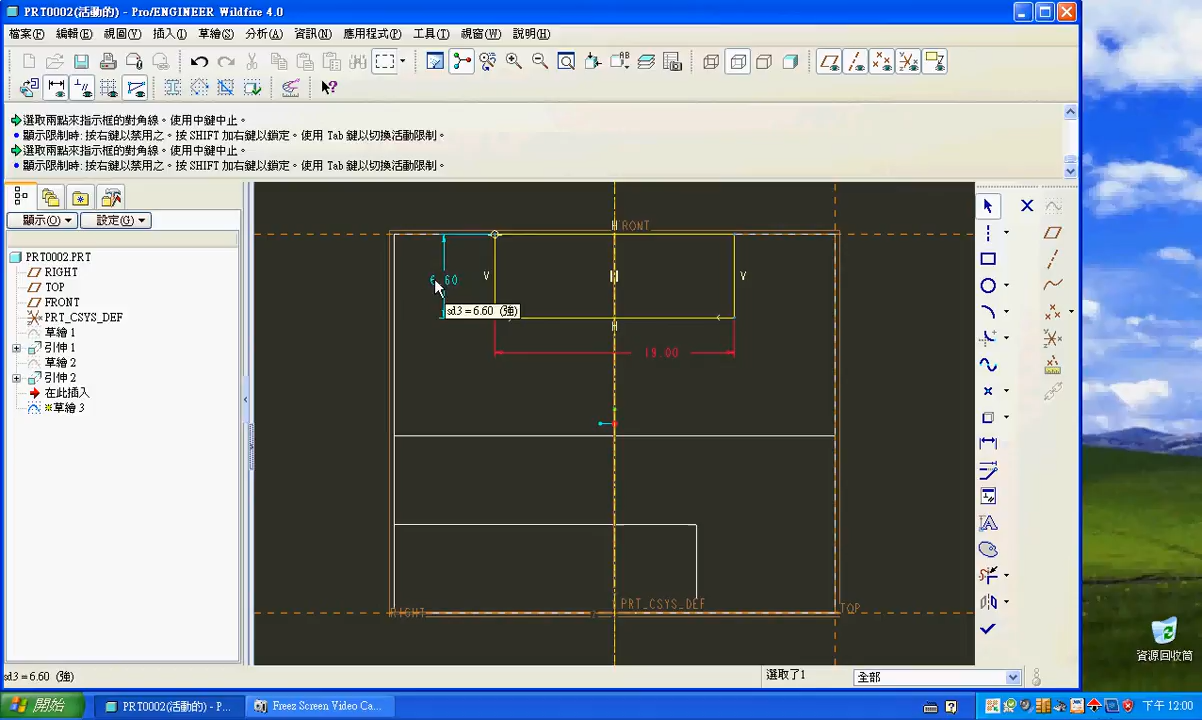 PRT0002(活動的) - Pro/ENGINEER Wildfire 4.0
檔案(F) 編輯(E) 視圖(V) 插入(I) 草繪(S) 分析(A) 資訊(N) 應用程式(P) 工具(T) 視窗(W) 說明(H)
選取兩點來指示框的對角線。使用中鍵中止。
顯示限制時: 按右鍵以禁用之。按 SHIFT 加右鍵以鎖定。使用 Tab 鍵以切換活動限制。
選取兩點來指示框的對角線。使用中鍵中止。
顯示限制時: 按右鍵以禁用之。按 SHIFT 加右鍵以鎖定。使用 Tab 鍵以切換活動限制。
顯示(O) 設定(G)
PRT0002.PRT
RIGHT
TOP
FRONT
PRT_CSYS_DEF
草繪 1
引伸 1
草繪 2
引伸 2
在此插入
草繪 3
H
RONT
V
H
V
sd3 = 6.60 (強)
H
19.00
PRT_CSYS_DEF
RIGHT
TOP
資源回收筒
sd3 = 6.60 (強)
選取了1
全部
開始
PRT0002(活動的) - P...
Freez Screen Video Ca...
下午 12:00